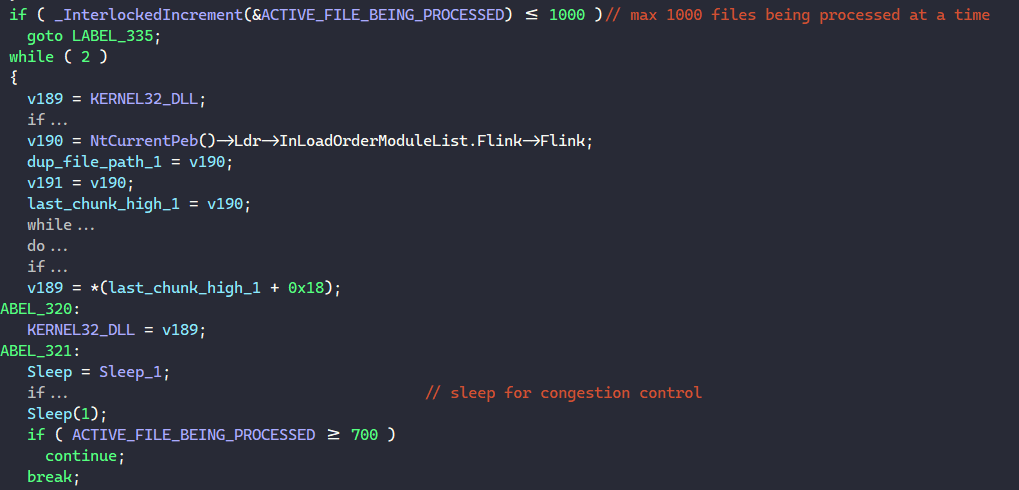 if ( _InterlockedIncrement(&ACTIVE_FILE_BEING_PROCESSED) ≤ 1000 )// max 1000 files being processed at a time
goto LABEL_335;
while ( 2 )
{
v189 = KERNEL32_DLL;
if...
v190 = NtCurrentPeb()→Ldr→InLoadOrderModuleList.Flink→Flink;
dup_file_path_1 = v190;
v191 = v190;
last_chunk_high_1 = v190;
while...
do...
if...
v189 = *(last_chunk_high_1 + 0x18);
ABEL_320:
KERNEL32_DLL = v189;
ABEL_321:
Sleep = Sleep_1;
if... // sleep for congestion control
Sleep(1);
if ( ACTIVE_FILE_BEING_PROCESSED ≥ 700 )
continue;
break;